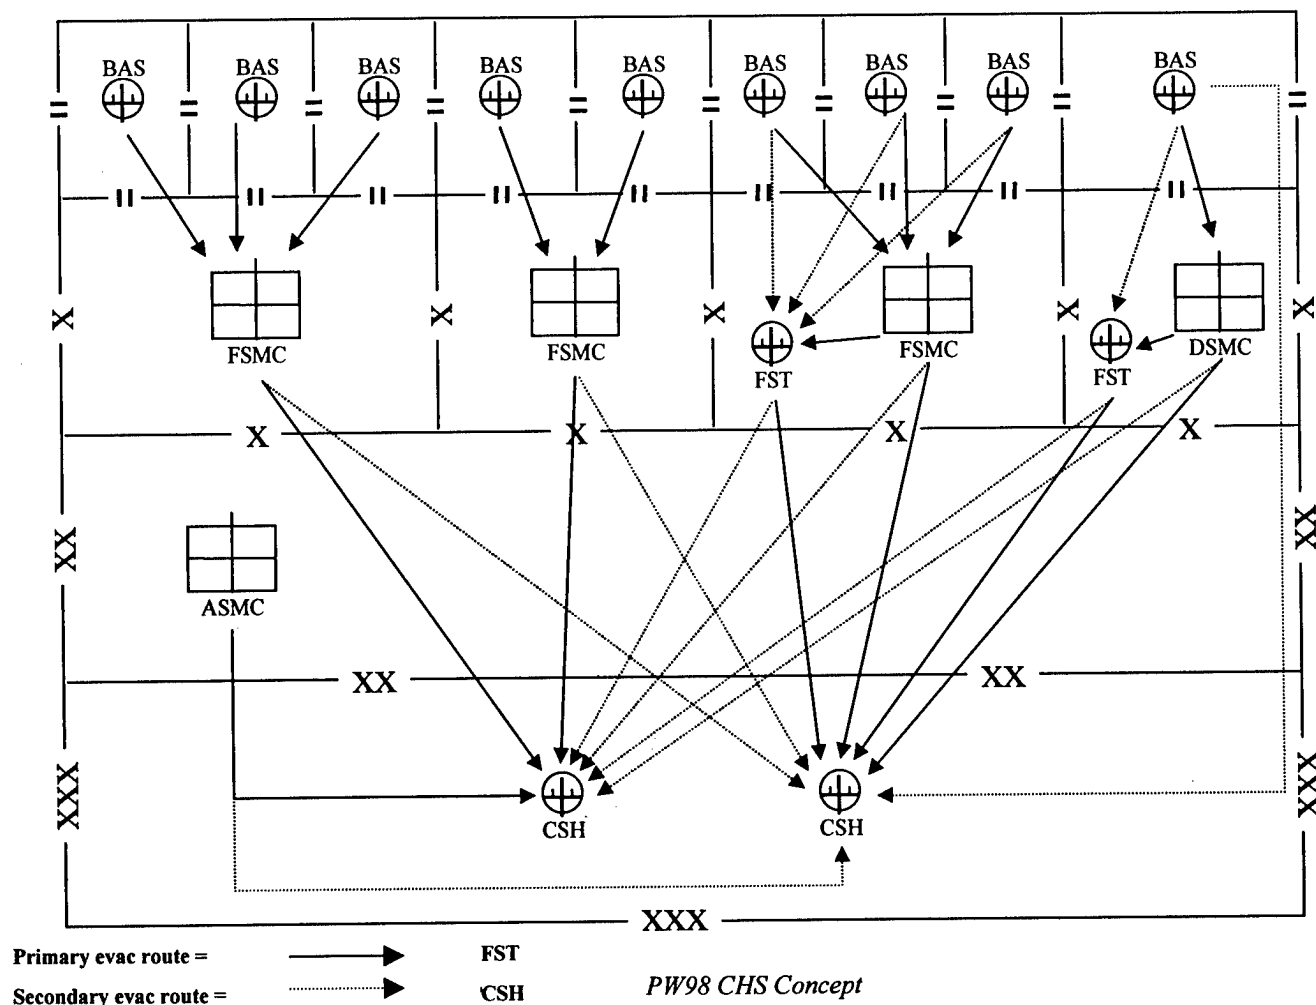 BAS BAS BAS BAS BAS BAS BAS BAS BAS
= = = = = = = = = =
II II II II II II II II
X X X X X
FSMC FSMC FST FSMC FST DSMC
X X X X
XX XX
ASMC
XX XX
XXX XXX
CSH CSH
XXX
Primary evac route = FST
Secondary evac route = CSH
PW98 CHS Concept